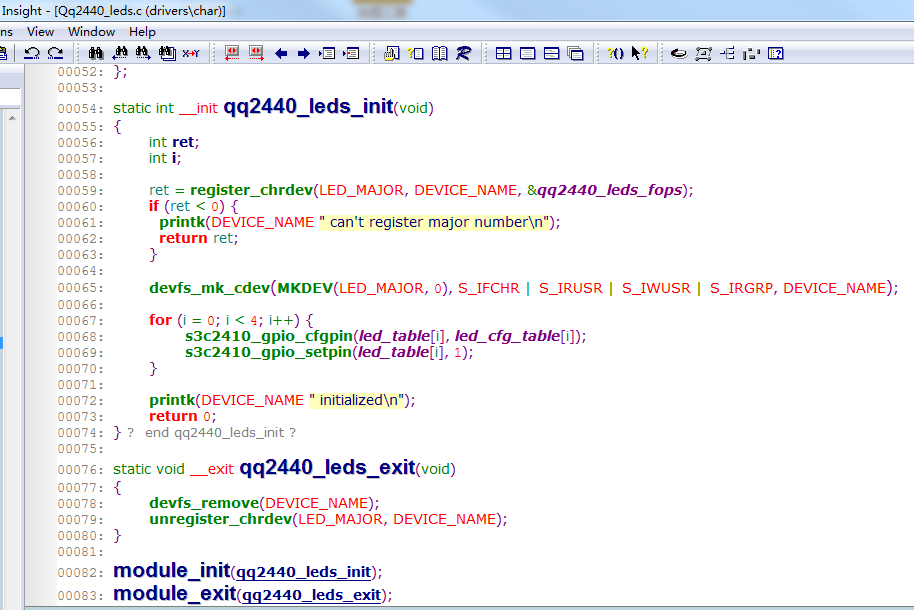 Insight - [Qq2440_leds.c (drivers\char)]
ns View Window Help
00052: };
00053:
00054: static int __init qq2440_leds_init(void)
00055: {
00056: int ret;
00057: int i;
00058:
00059: ret = register_chrdev(LED_MAJOR, DEVICE_NAME, &qq2440_leds_fops);
00060: if (ret < 0) {
00061: printk(DEVICE_NAME " can't register major number\n");
00062: return ret;
00063: }
00064:
00065: devfs_mk_cdev(MKDEV(LED_MAJOR, 0), S_IFCHR | S_IRUSR | S_IWUSR | S_IRGRP, DEVICE_NAME);
00066:
00067: for (i = 0; i < 4; i++) {
00068: s3c2410_gpio_cfgpin(led_table[i], led_cfg_table[i]);
00069: s3c2410_gpio_setpin(led_table[i], 1);
00070: }
00071:
00072: printk(DEVICE_NAME " initialized\n");
00073: return 0;
00074: } ? end qq2440_leds_init ?
00075:
00076: static void __exit qq2440_leds_exit(void)
00077: {
00078: devfs_remove(DEVICE_NAME);
00079: unregister_chrdev(LED_MAJOR, DEVICE_NAME);
00080: }
00081:
00082: module_init(qq2440_leds_init);
00083: module_exit(qq2440_leds_exit);